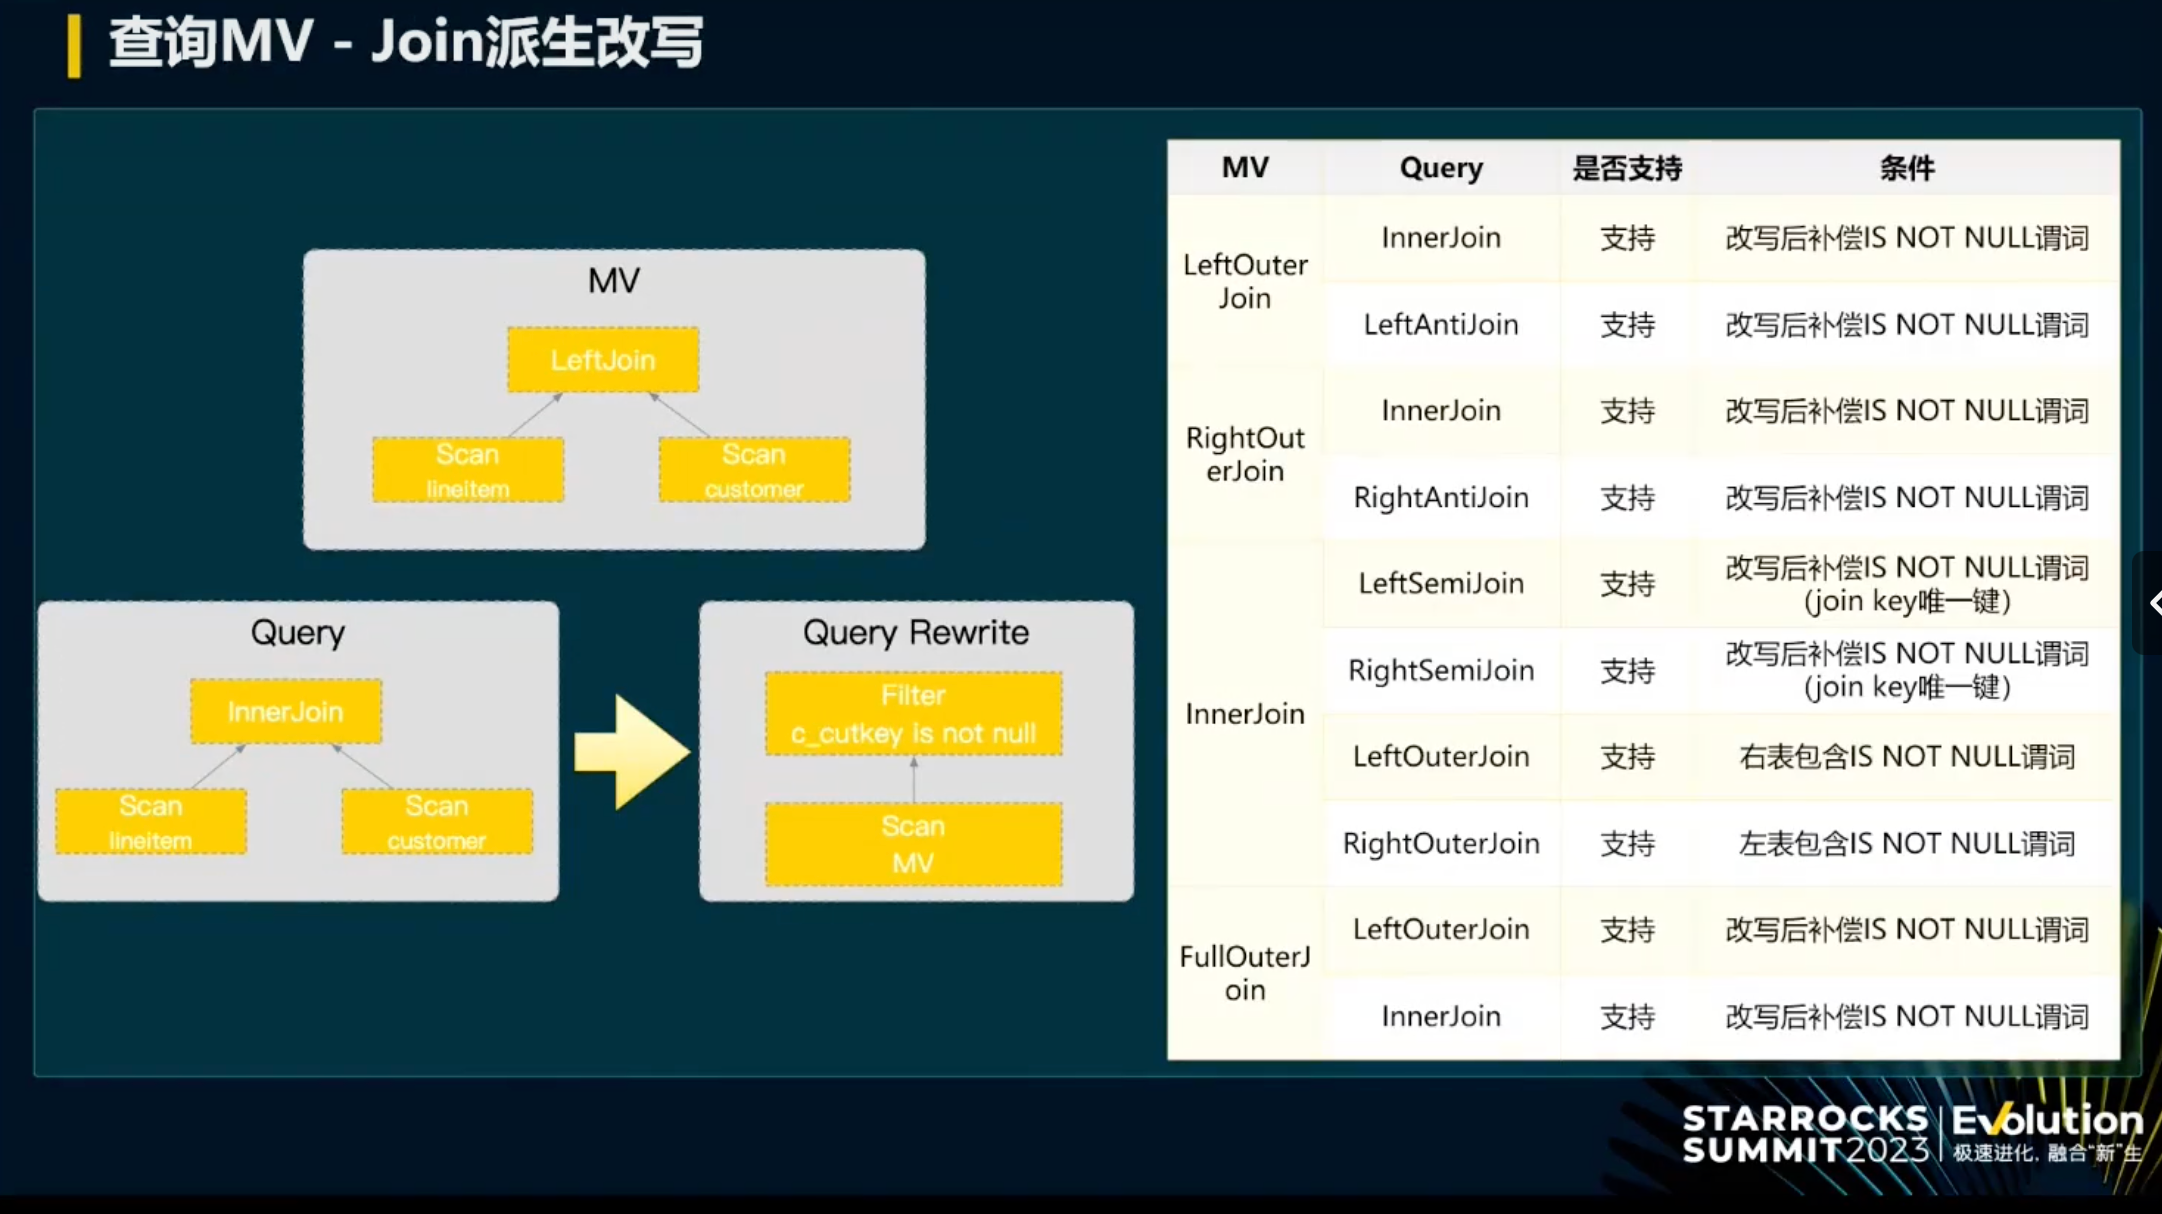 查询MV - Join派生改写
MV
LeftJoin
Scan
lineitem
Scan
customer
Query
InnerJoin
Scan
lineitem
Scan
customer
Query Rewrite
Filter
c_cutkey is not null
Scan
MV
MV Query 是否支持 条件
LeftOuter
Join
InnerJoin 支持 改写后补偿IS NOT NULL谓词
LeftAntiJoin 支持 改写后补偿IS NOT NULL谓词
RightOut
erJoin
InnerJoin 支持 改写后补偿IS NOT NULL谓词
RightAntiJoin 支持 改写后补偿IS NOT NULL谓词
InnerJoin
LeftSemiJoin 支持 改写后补偿IS NOT NULL谓词
(join key唯一键)
RightSemiJoin 支持 改写后补偿IS NOT NULL谓词
(join key唯一键)
LeftOuterJoin 支持 右表包含IS NOT NULL谓词
RightOuterJoin 支持 左表包含IS NOT NULL谓词
FullOuterJ
oin
LeftOuterJoin 支持 改写后补偿IS NOT NULL谓词
InnerJoin 支持 改写后补偿IS NOT NULL谓词
STARROCKS
SUMMIT2023
Evolution
极速进化，融合“新”生